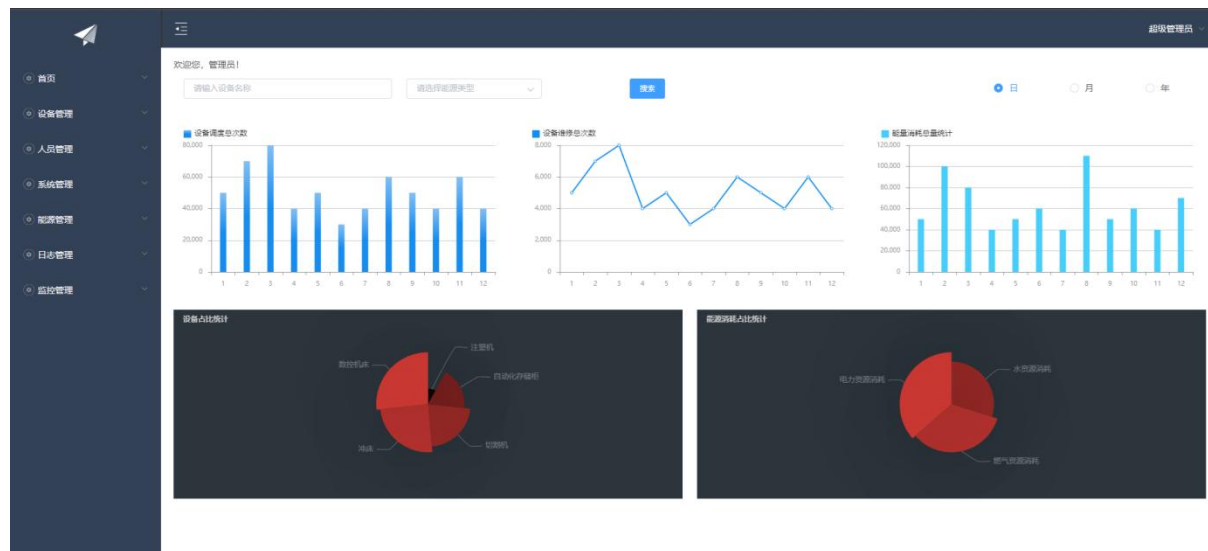 超级管理员
首页
设备管理
人员管理
系统管理
能源管理
日志管理
监控管理
欢迎您，管理员！
请输入设备名称 请选择能源类型 搜索 日 月 年
设备调度总次数
80,000
60,000
40,000
20,000
0
1 2 3 4 5 6 7 8 9 10 11 12
设备维修总次数
8,000
6,000
4,000
2,000
0
1 2 3 4 5 6 7 8 9 10 11 12
能量消耗总量统计
120,000
100,000
80,000
60,000
40,000
20,000
0
1 2 3 4 5 6 7 8 9 10 11 12
设备占比统计
注塑机
数控机床
自动化存储柜
冲床
切割机
能源消耗占比统计
水资源消耗
电力资源消耗
燃气资源消耗